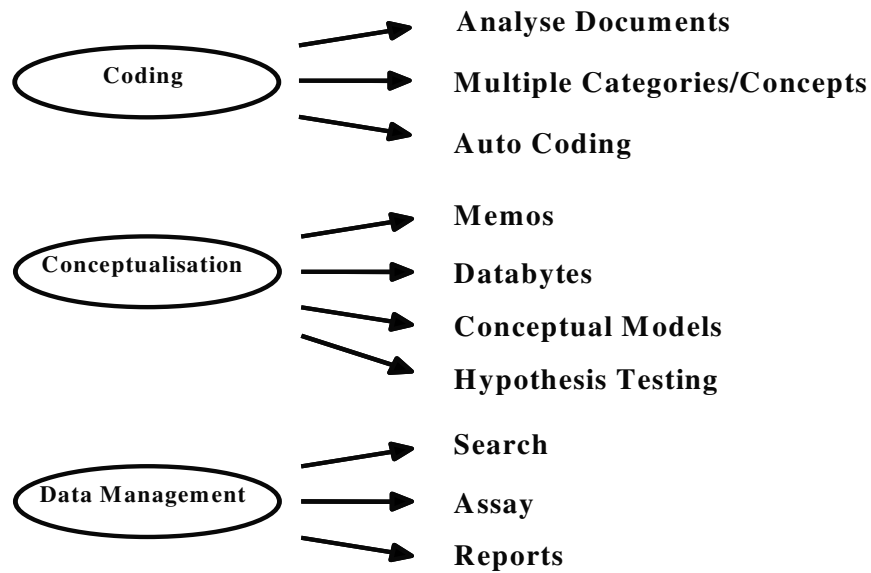 Coding
Analyse Documents
Multiple Categories/Concepts
Auto Coding
Conceptualisation
Memos
Databytes
Conceptual Models
Hypothesis Testing
Data Management
Search
Assay
Reports